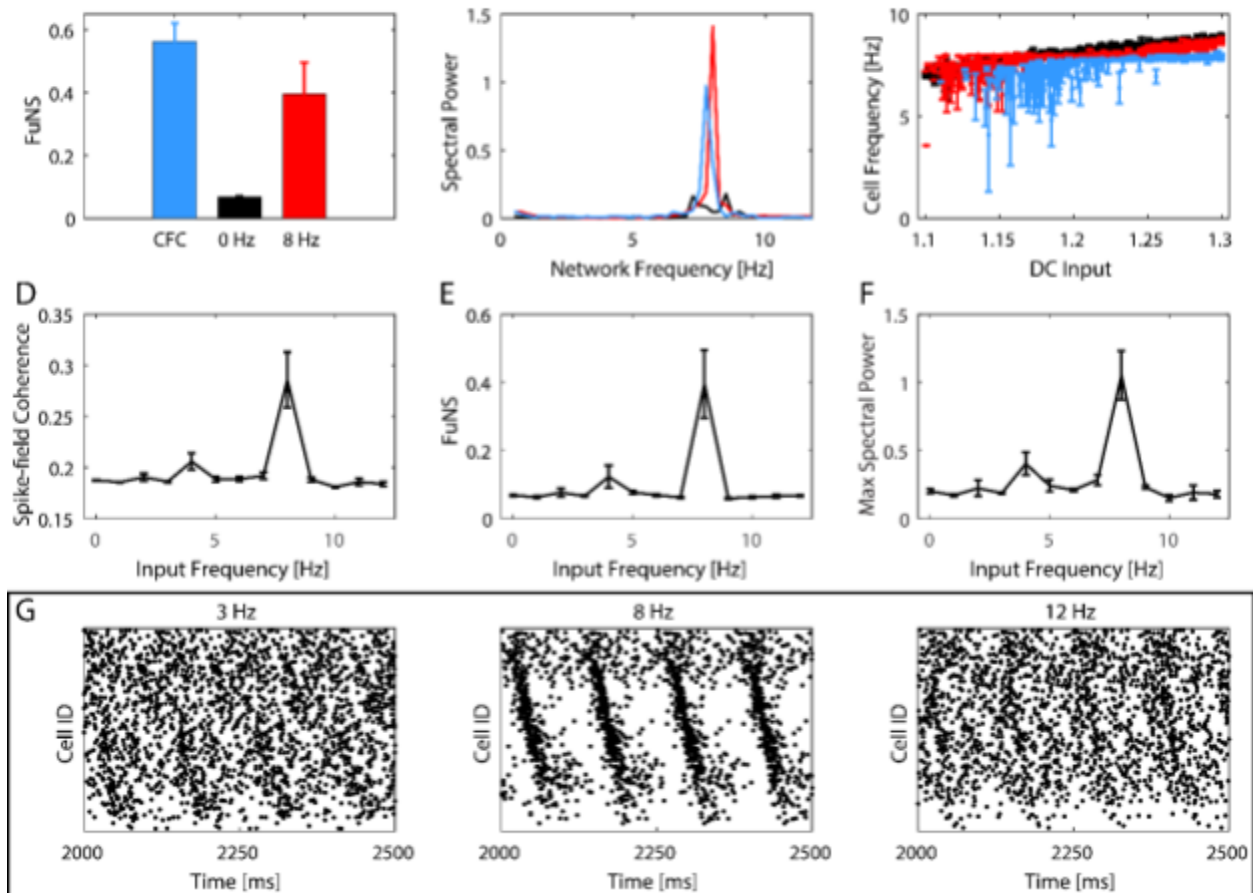 0.6
0.4
0.2
0
FuNS
CFC
0 Hz
8 Hz
1.5
1
0.5
0
Spectral Power
0
5
10
Network Frequency [Hz]
10
5
0
Cell Frequency [Hz]
1.1
1.15
1.2
1.25
1.3
DC Input
D
0.35
0.3
0.25
0.2
0.15
Spike-field Coherence
0
5
10
Input Frequency [Hz]
E
0.6
0.4
0.2
0
FuNS
0
5
10
Input Frequency [Hz]
F
1.5
1
0.5
0
Max Spectral Power
0
5
10
Input Frequency [Hz]
G
3 Hz
Cell ID
2000
2250
2500
Time [ms]
8 Hz
Cell ID
2000
2250
2500
Time [ms]
12 Hz
Cell ID
2000
2250
2500
Time [ms]